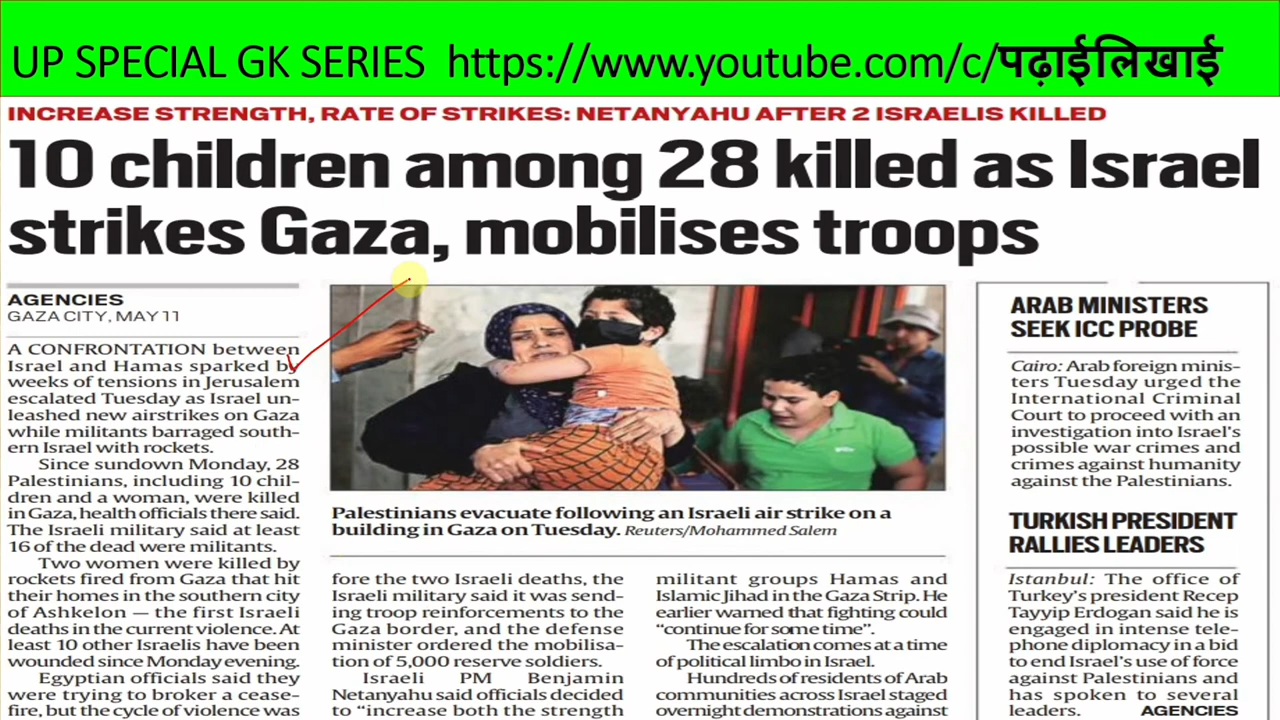 UP SPECIAL GK SERIES https://www.youtube.com/c/पढ़ाईलिखाई
INCREASE STRENGTH, RATE OF STRIKES: NETANYAHU AFTER 2 ISRAELIS KILLED
10 children among 28 killed as Israel
strikes Gaza, mobilises troops
AGENCIES
GAZA CITY, MAY 11
A CONFRONTATION between
Israel and Hamas sparked by
weeks of tensions in Jerusalem
escalated Tuesday as Israel un-
leashed new airstrikes on Gaza
while militants barraged south-
ern Israel with rockets.
Since sundown Monday, 28
Palestinians, including 10 chil-
dren and a woman, were killed
in Gaza, health officials there said.
The Israeli military said at least
16 of the dead were militants.
Two women were killed by
rockets fired from Gaza that hit
their homes in the southern city
of Ashkelon — the first Israeli
deaths in the current violence. At
least 10 other Israelis have been
wounded since Monday evening.
Egyptian officials said they
were trying to broker a cease-
fire, but the cycle of violence was
Palestinians evacuate following an Israeli air strike on a
building in Gaza on Tuesday. Reuters/Mohammed Salem
fore the two Israeli deaths, the
Israeli military said it was send-
ing troop reinforcements to the
Gaza border, and the defense
minister ordered the mobilisa-
tion of 5,000 reserve soldiers.
Israeli PM Benjamin
Netanyahu said officials decided
to “increase both the strength
militant groups Hamas and
Islamic Jihad in the Gaza Strip. He
earlier warned that fighting could
“continue for some time”.
The escalation comes at a time
of political limbo in Israel.
Hundreds of residents of Arab
communities across Israel staged
overnight demonstrations against
ARAB MINISTERS
SEEK ICC PROBE
Cairo: Arab foreign minis-
ters Tuesday urged the
International Criminal
Court to proceed with an
investigation into Israel’s
possible war crimes and
crimes against humanity
against the Palestinians.
TURKISH PRESIDENT
RALLIES LEADERS
Istanbul: The office of
Turkey’s president Recep
Tayyip Erdogan said he is
engaged in intense tele-
phone diplomacy in a bid
to end Israel’s use of force
against Palestinians and
has spoken to several
leaders. AGENCIES